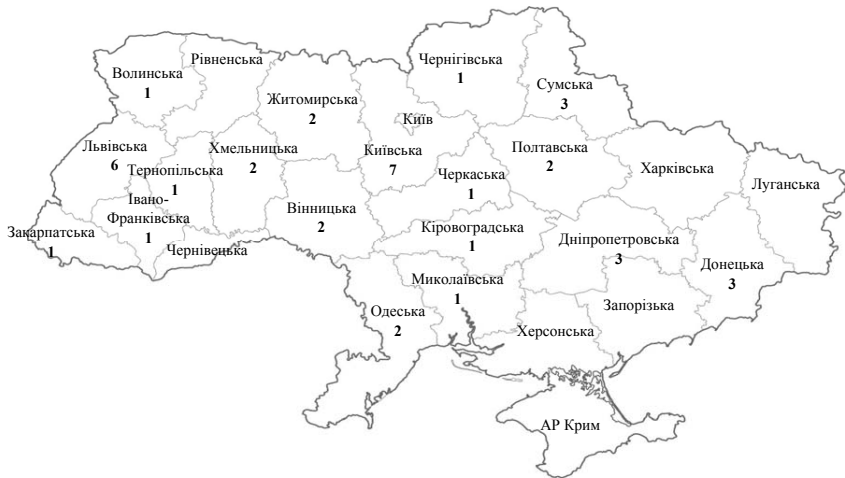 Чернігівська
1
Рівненська
Волинська
1
Сумська
3
Житомирська
2
Київ
Львівська
6
Хмельницька
2
Київська
7
Полтавська
2
Тернопільська
1
Черкаська
1
Харківська
Луганська
Івано-
Франківська
1
Вінницька
2
Закарпатська
1
Чернівецька
Кіровоградська
1
Дніпропетровська
3
Донецька
3
Миколаївська
1
Одеська
2
Запорізька
Херсонська
АР Крим